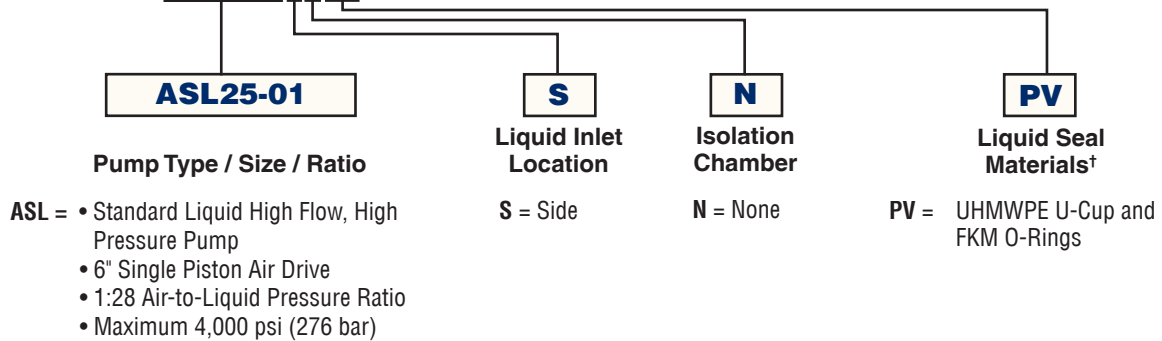 ASL25-01
S
N
PV
Pump Type / Size / Ratio
Liquid Inlet
Location
Isolation
Chamber
Liquid Seal
Materials†
ASL = • Standard Liquid High Flow, High
Pressure Pump
• 6" Single Piston Air Drive
• 1:28 Air-to-Liquid Pressure Ratio
• Maximum 4,000 psi (276 bar)
S = Side
N = None
PV = UHMWPE U-Cup and
FKM O-Rings